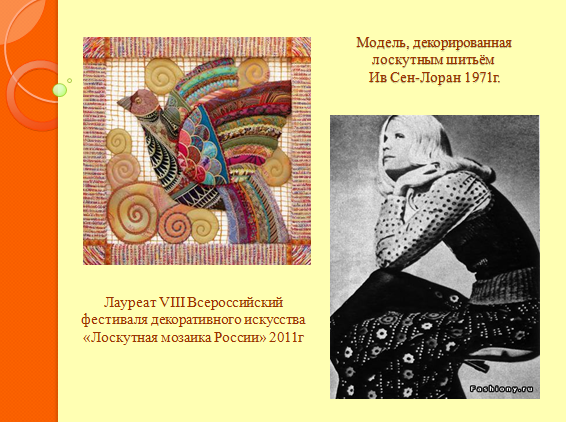 Модель, декорированная
лоскутным шитьём
Ив Сен-Лоран 1971г.
Лауреат VIII Всероссийский
фестиваля декоративного искусства
«Лоскутная мозаика России» 2011г
Fashiony.ru